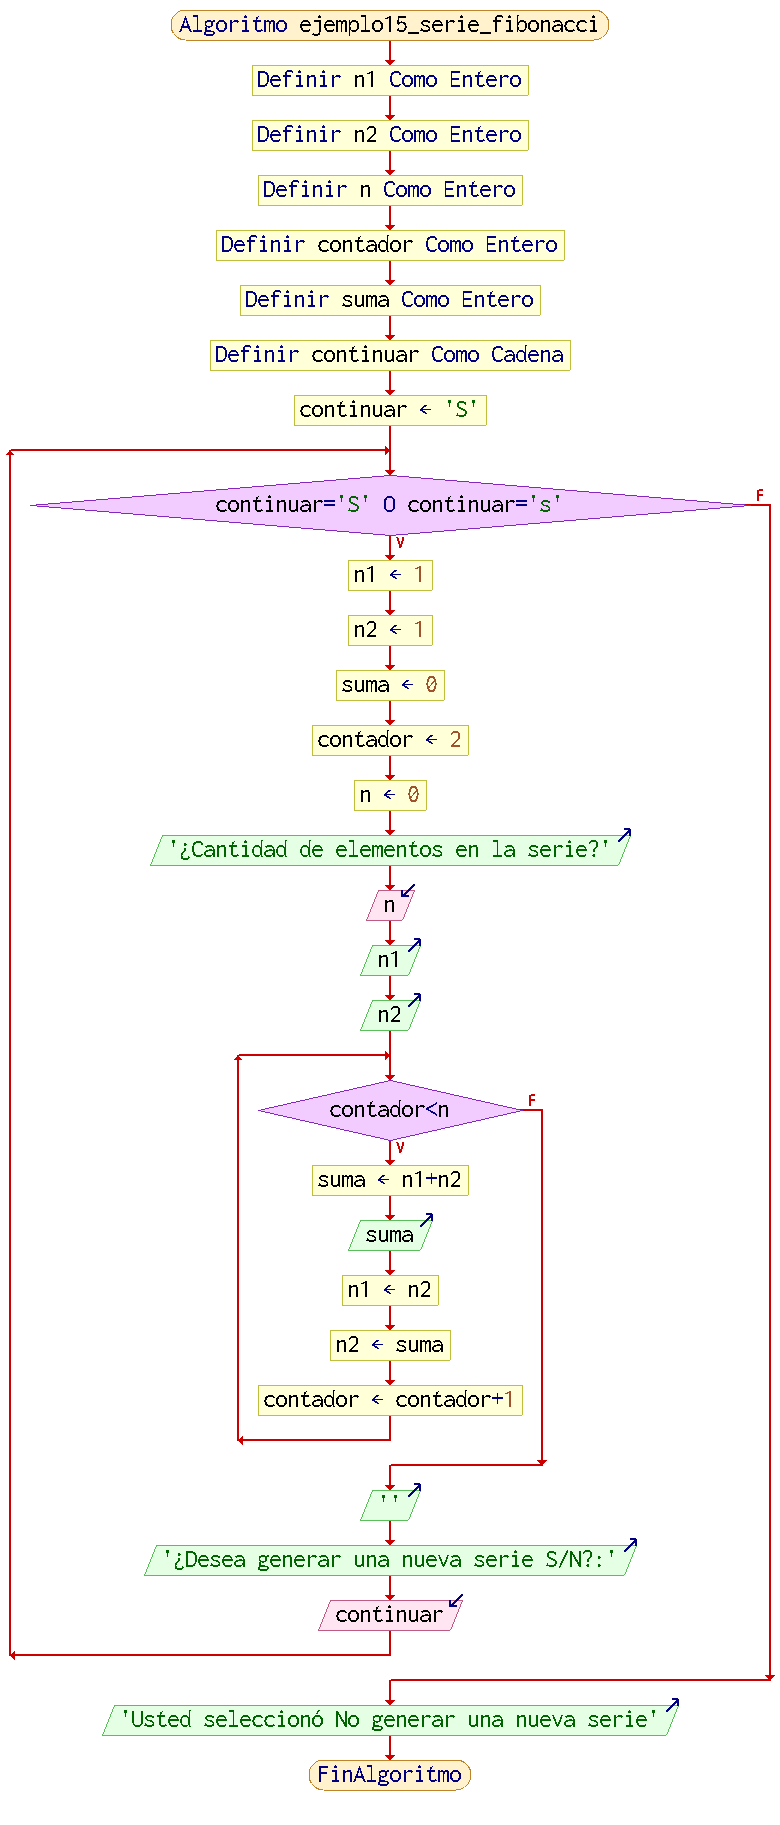 Algoritmo ejemplo15_serie_fibonacci
Definir n1 Como Entero
Definir n2 Como Entero
Definir n Como Entero
Definir contador Como Entero
Definir suma Como Entero
Definir continuar Como Cadena
continuar ← 'S'
continuar='S' O continuar='s'
F
V
n1 ← 1
n2 ← 1
suma ← 0
contador ← 2
n ← 0
'¿Cantidad de elementos en la serie?'
n
n1
n2
contador<n
F
V
suma ← n1+n2
suma
n1 ← n2
n2 ← suma
contador ← contador+1
''
'¿Desea generar una nueva serie S/N?:'
continuar
'Usted seleccionó No generar una nueva serie'
FinAlgoritmo